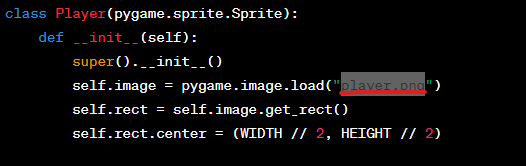 class Player(pygame.sprite.Sprite):
def __init__(self):
super().__init__()
self.image = pygame.image.load("player.png")
self.rect = self.image.get_rect()
self.rect.center = (WIDTH // 2, HEIGHT // 2)